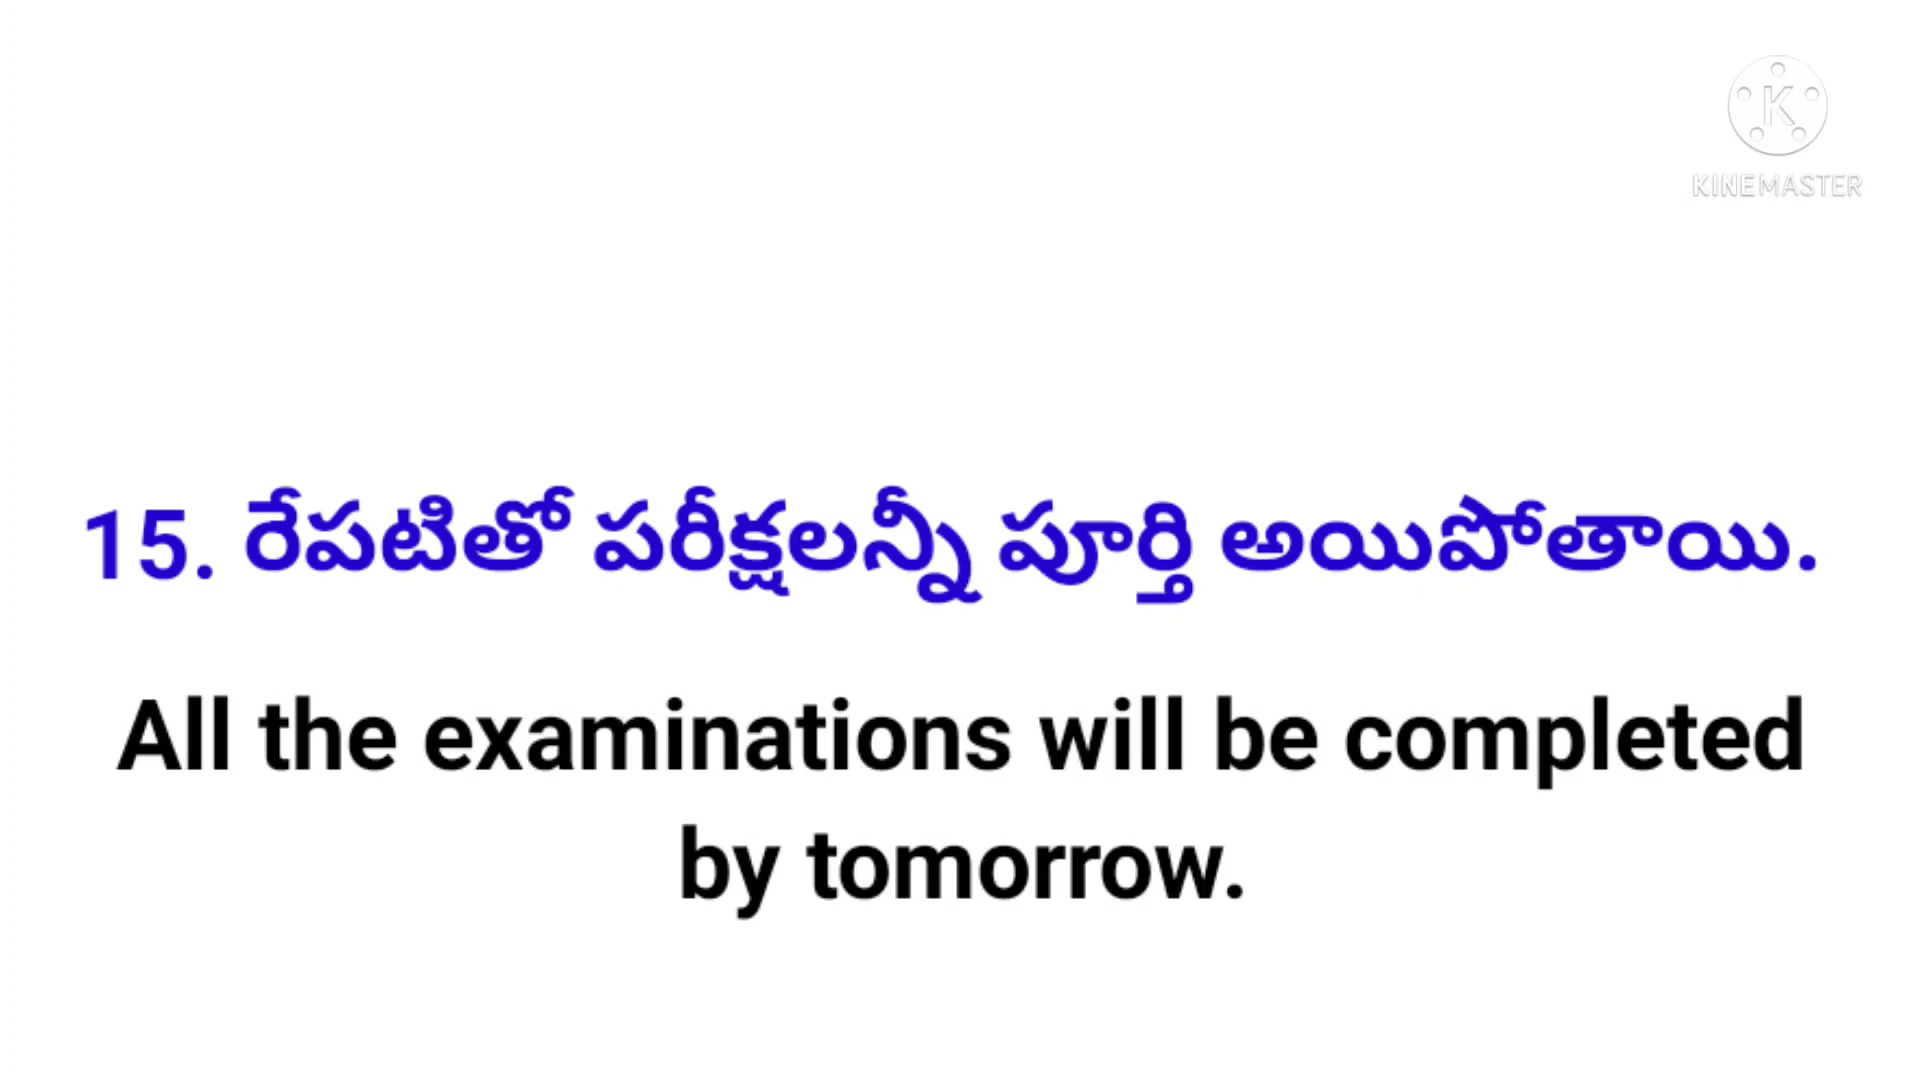 KINEMASTER
15. రేపటితో పరీక్షలన్నీ పూర్తి అయిపోతాయి.
All the examinations will be completed
by tomorrow.